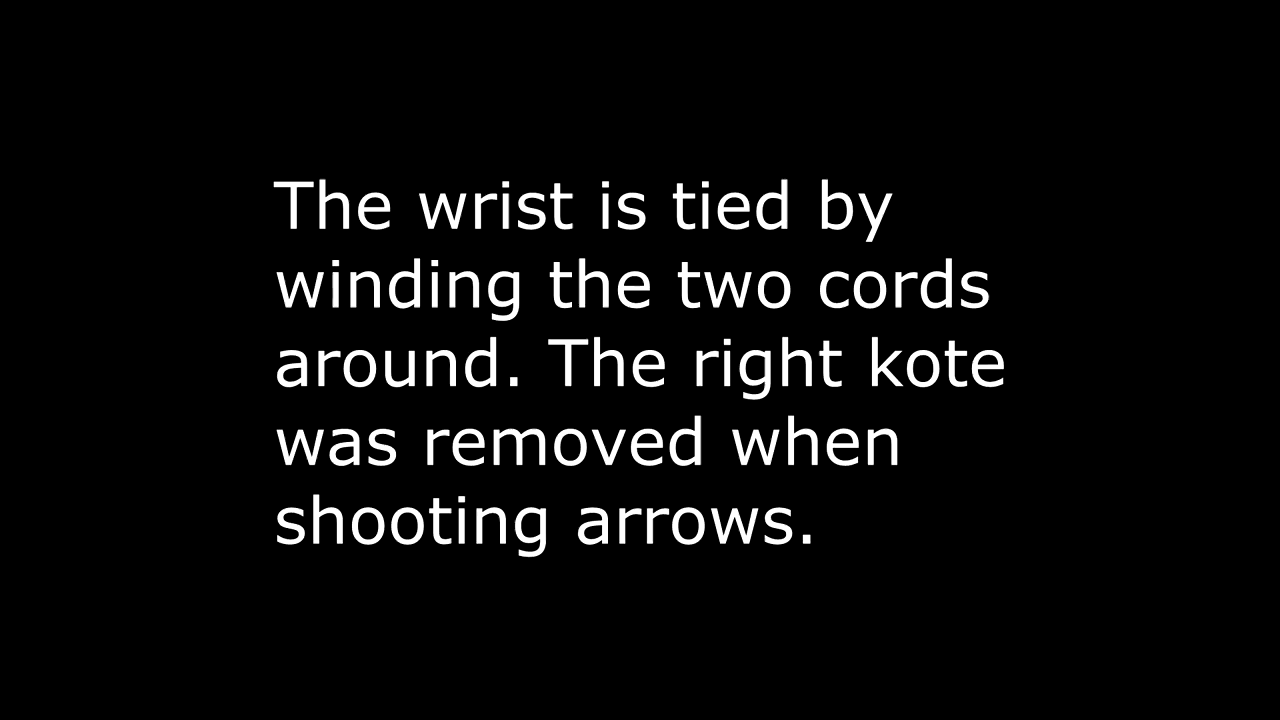 The wrist is tied by
winding the two cords
around. The right kote
was removed when
shooting arrows.